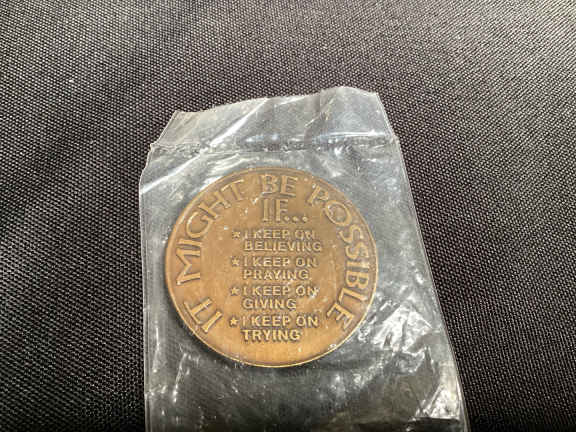 IT MIGHT BE POSSIBLE
IF...
★ I KEEP ON
BELIEVING
★ I KEEP ON
PRAYING
★ I KEEP ON
GIVING
★ I KEEP ON
TRYING